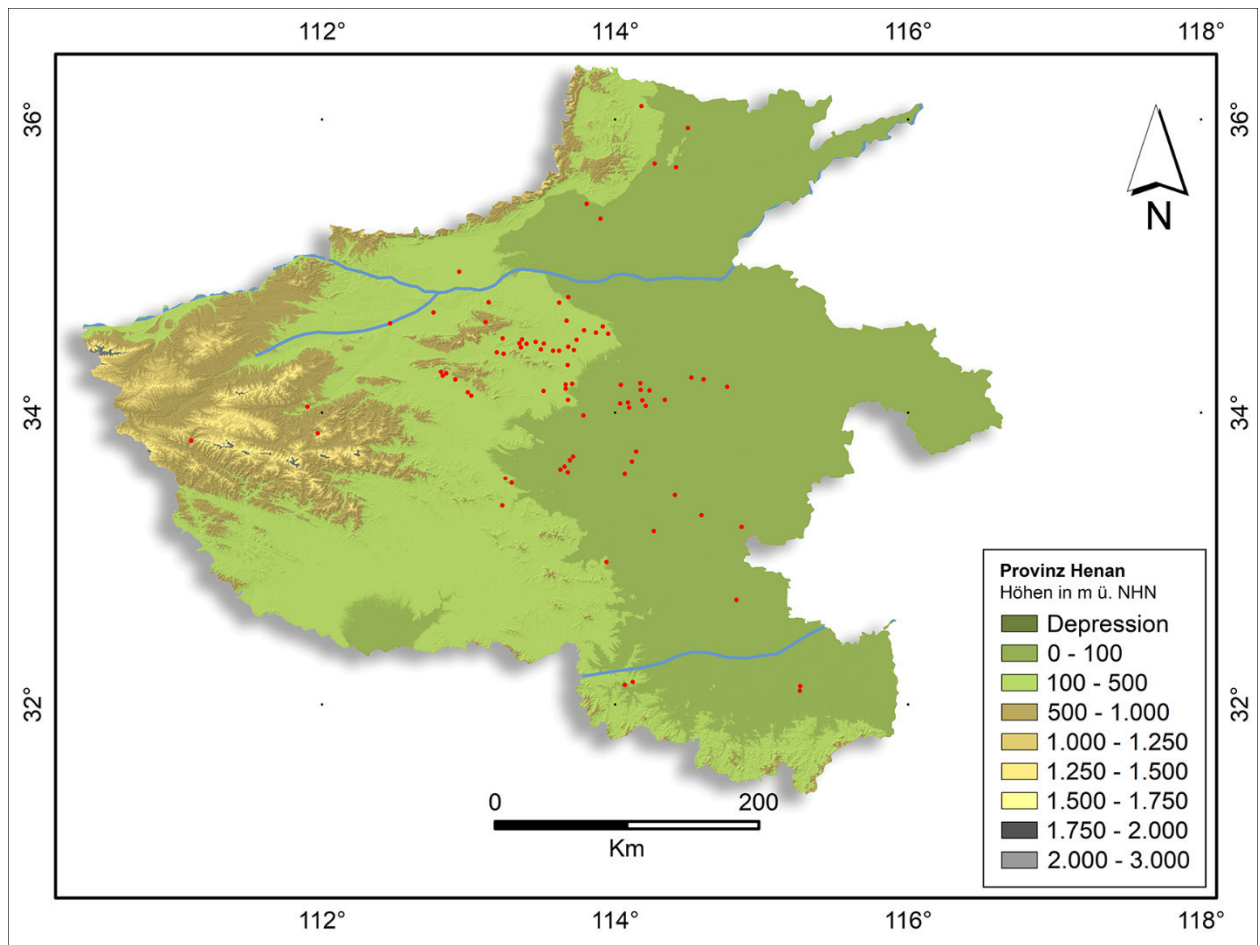 112° 114° 116° 118°
36° 36°
34° 34°
32° 32°
N
Provinz Henan
Höhen in m ü. NHN
Depression
0 - 100
100 - 500
500 - 1.000
1.000 - 1.250
1.250 - 1.500
1.500 - 1.750
1.750 - 2.000
2.000 - 3.000
0 200
Km
112° 114° 116° 118°